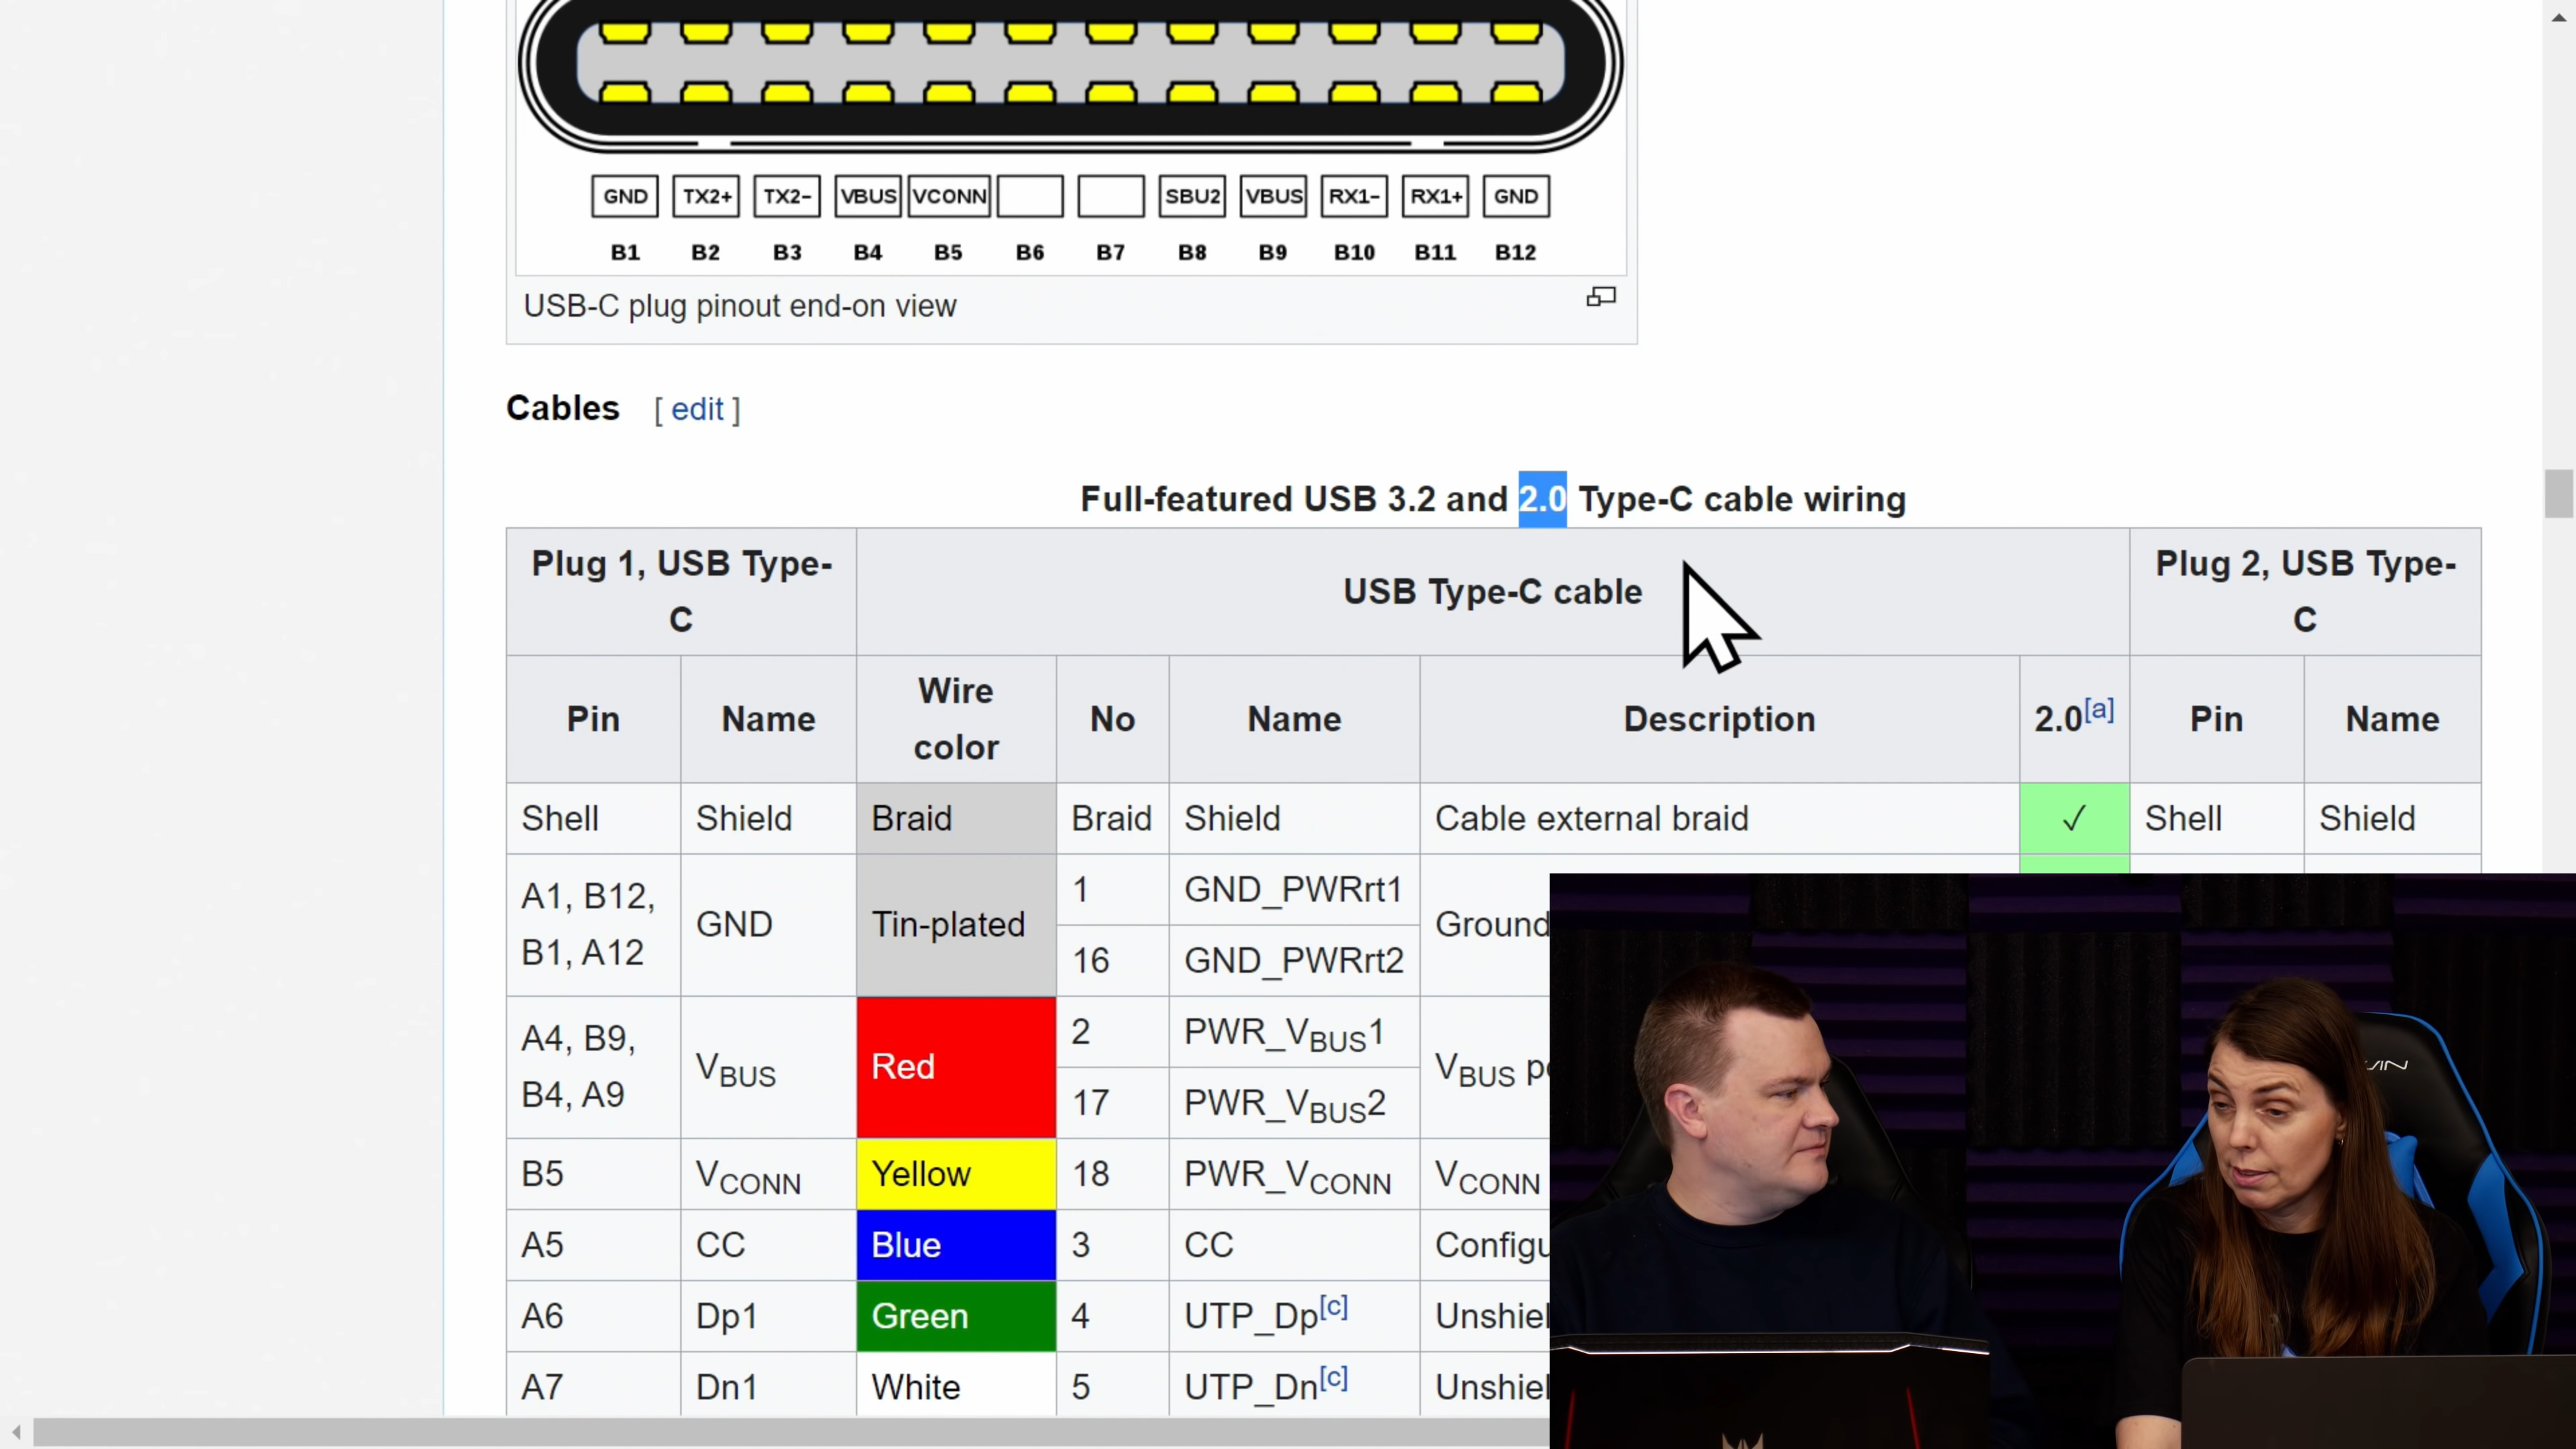 GND TX2+ TX2− VBUS VCONN SBU2 VBUS RX1− RX1+ GND
B1 B2 B3 B4 B5 B6 B7 B8 B9 B10 B11 B12
USB-C plug pinout end-on view
Cables [ edit ]
Full-featured USB 3.2 and 2.0 Type-C cable wiring
Plug 1, USB Type-
C
USB Type-C cable
Plug 2, USB Type-
C
Pin Name Wire
color No Name Description 2.0[a] Pin Name
Shell Shield Braid Braid Shield Cable external braid ✓ Shell Shield
A1, B12,
B1, A12 GND Tin-plated 1 GND_PWRrt1 Ground
16 GND_PWRrt2
A4, B9,
B4, A9 VBUS Red 2 PWR_VBUS1 VBUS
17 PWR_VBUS2
B5 VCONN Yellow 18 PWR_VCONN VCONN
A5 CC Blue 3 CC Configu
A6 Dp1 Green 4 UTP_Dp[c] Unshiel
A7 Dn1 White 5 UTP_Dn[c] Unshiel